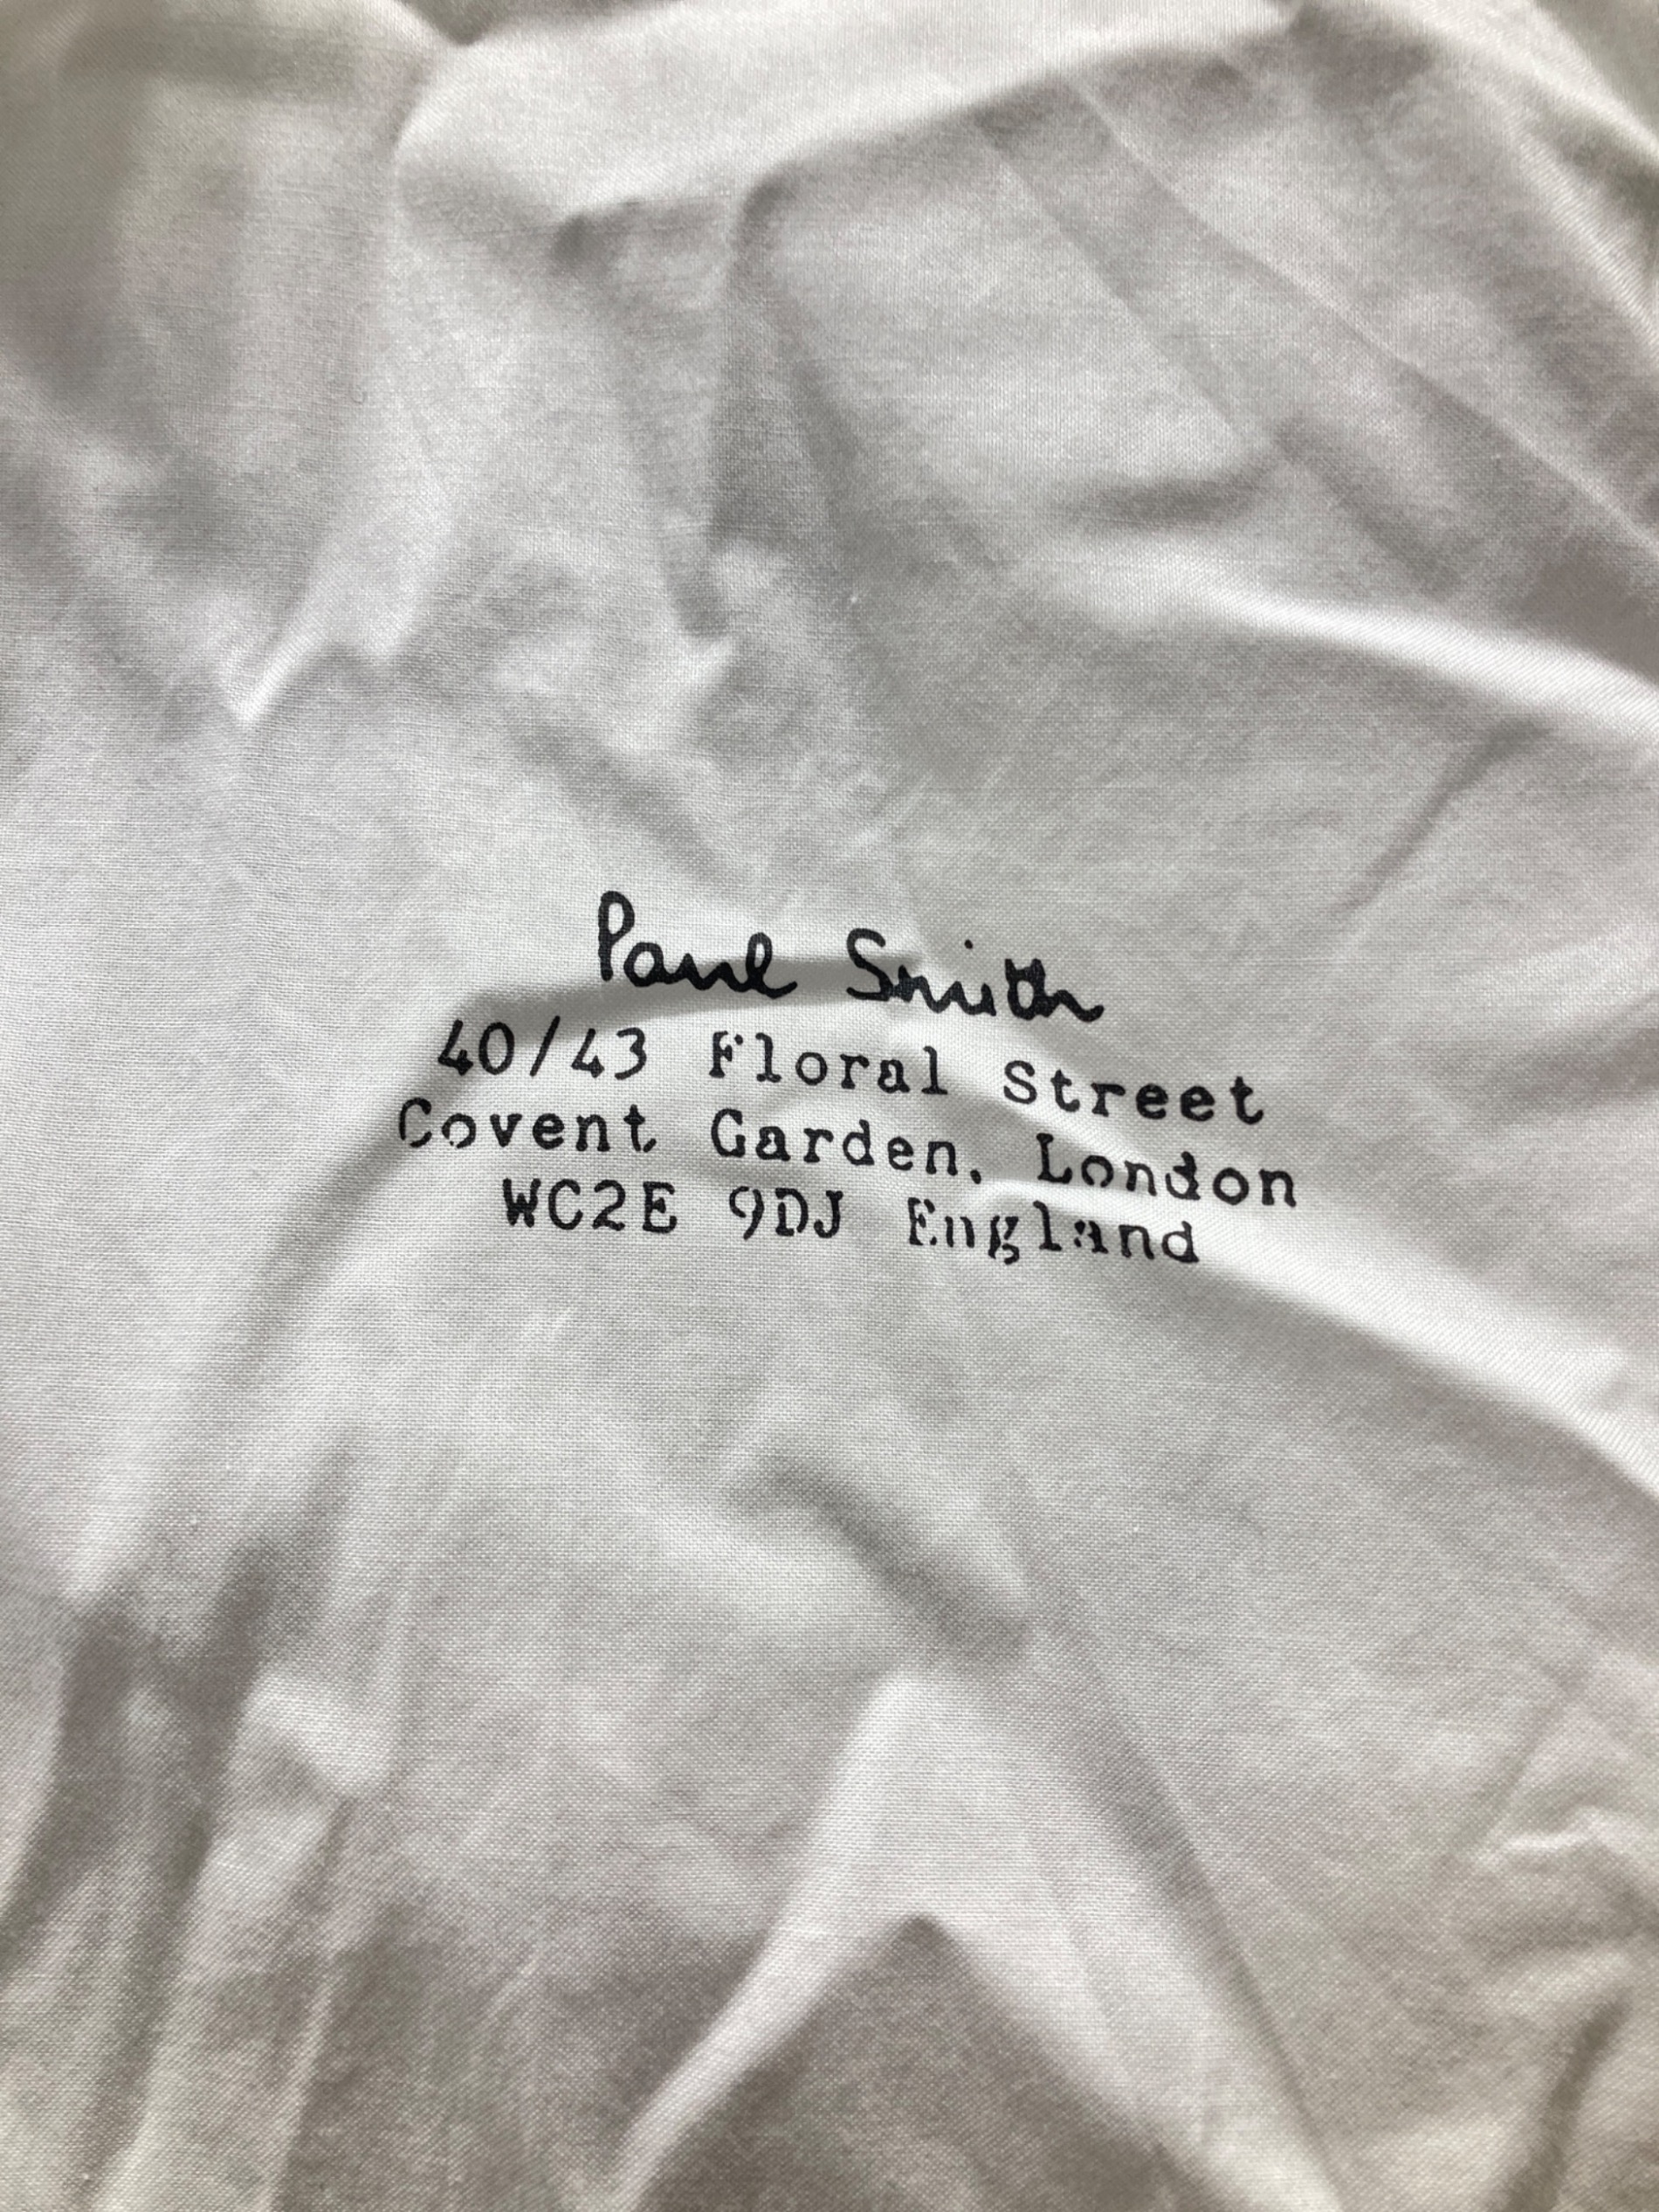 Paul Smith
40/43 Floral Street
Covent Garden, London
WC2E 9DJ England